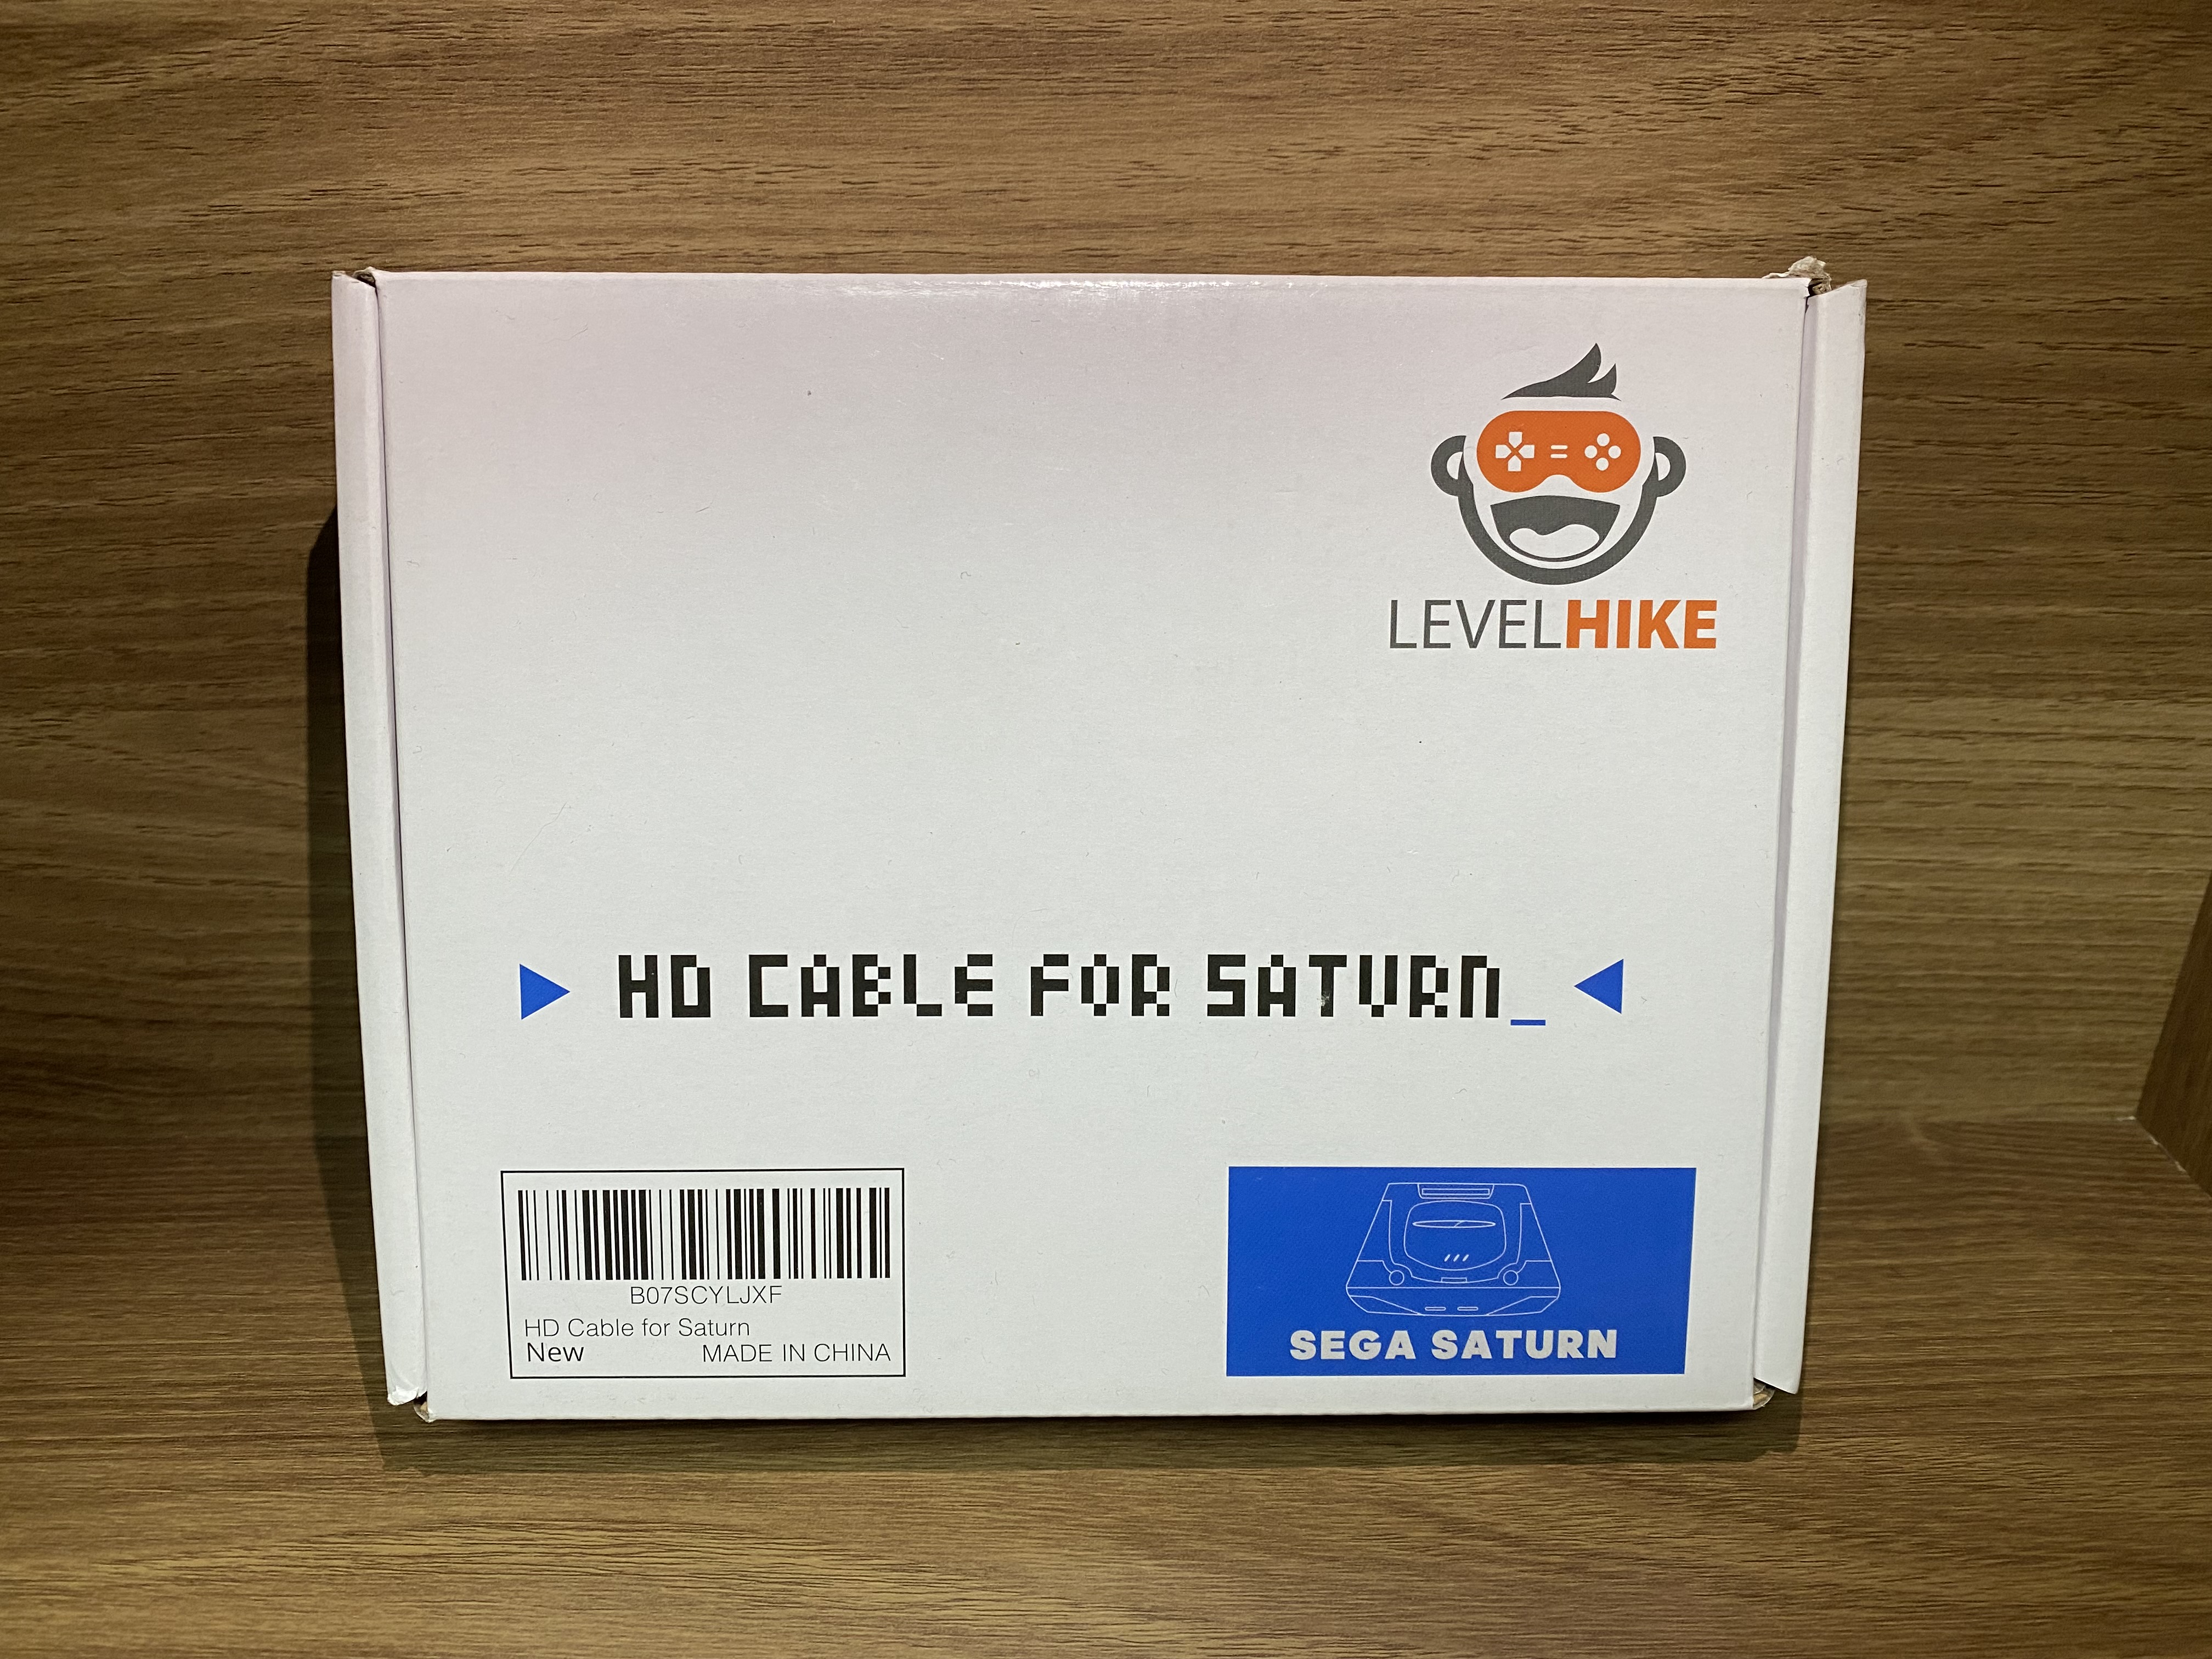 LEVELHIKE
HD CABLE FOR SATURN_
B07SCYLJXF
HD Cable for Saturn
New MADE IN CHINA
SEGA SATURN